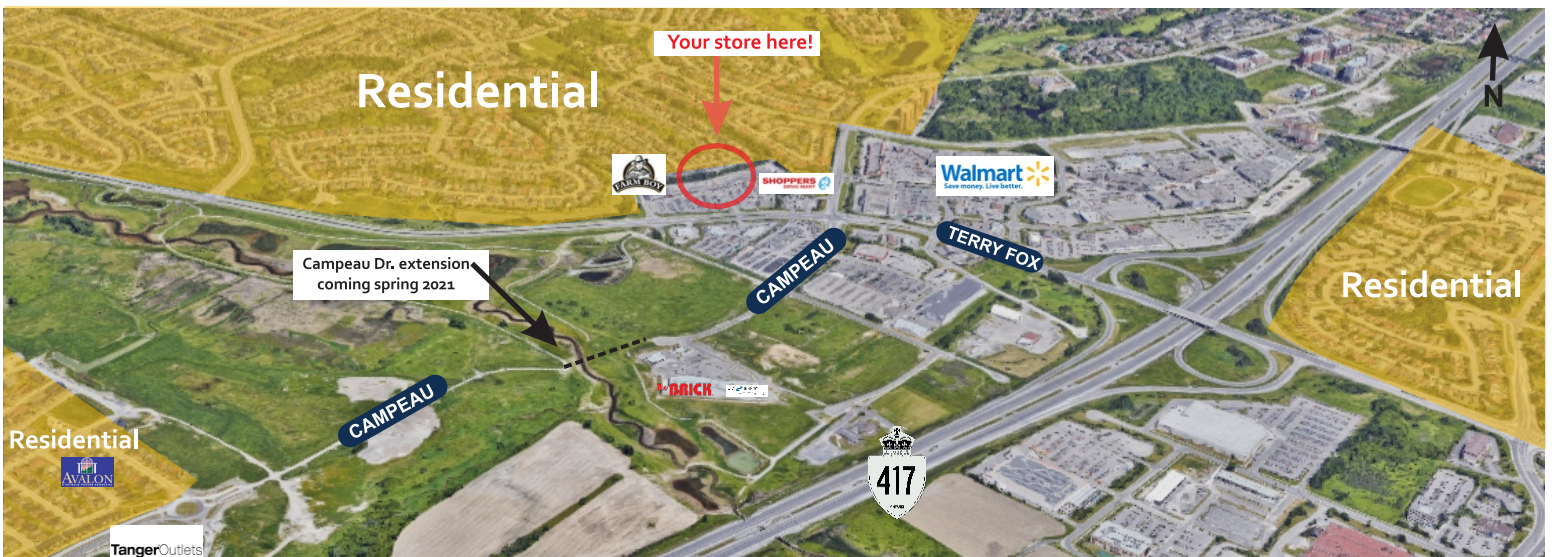 Your store here!
Residential
N
FARM BOY
SHOPPERS
DRUG MART
Walmart
Save money. Live better.
TERRY FOX
CAMPEAU
Campeau Dr. extension
coming spring 2021
Residential
BRICK
CAMPEAU
Residential
AVALON
417
TangerOutlets